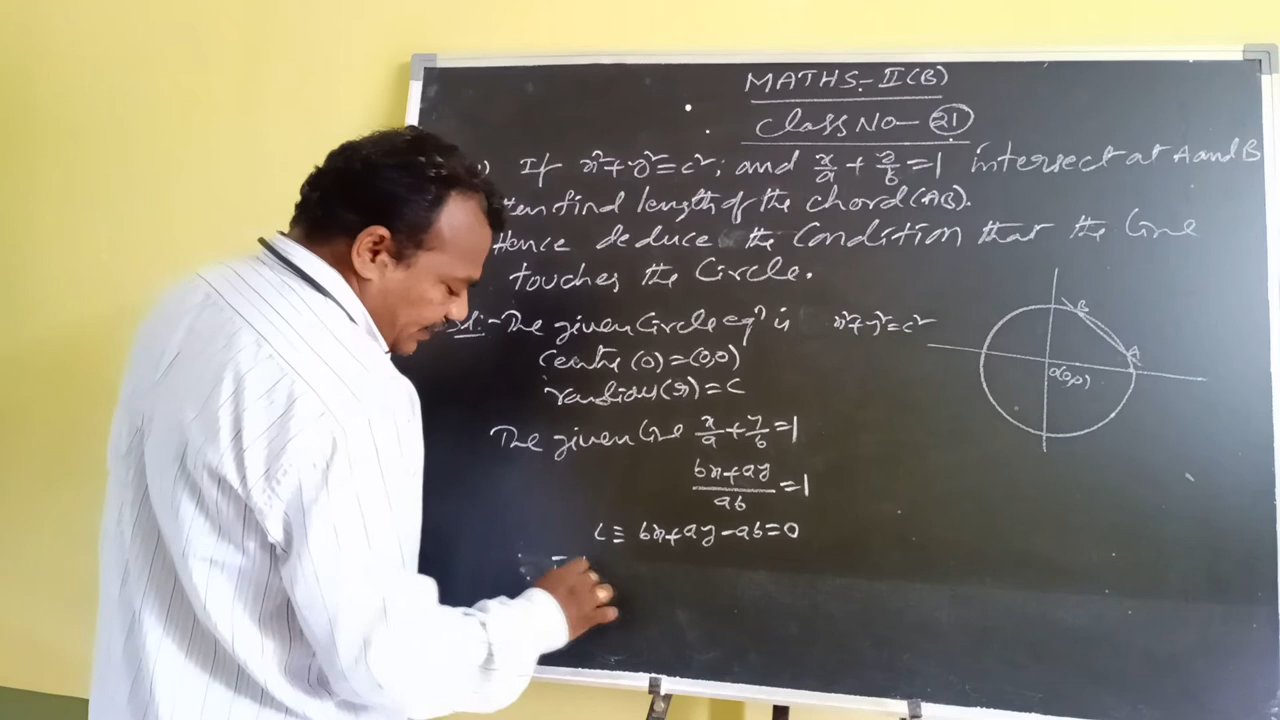 MATHS-II(B)
Class No-21
) If x²+y²=c²; and x/a + y/b =1 intersect at A and B
then find length of the chord (AB).
Hence deduce the Condition that the line
touches the Circle.
Sol:- The given Circle eqn is x²+y²=c²
Centre (O)=(0,0)
radius(r)=c
The given line x/a + y/b =1
bx+ay/ab =1
L≡ bx+ay-ab=0
B
A
O(0,0)